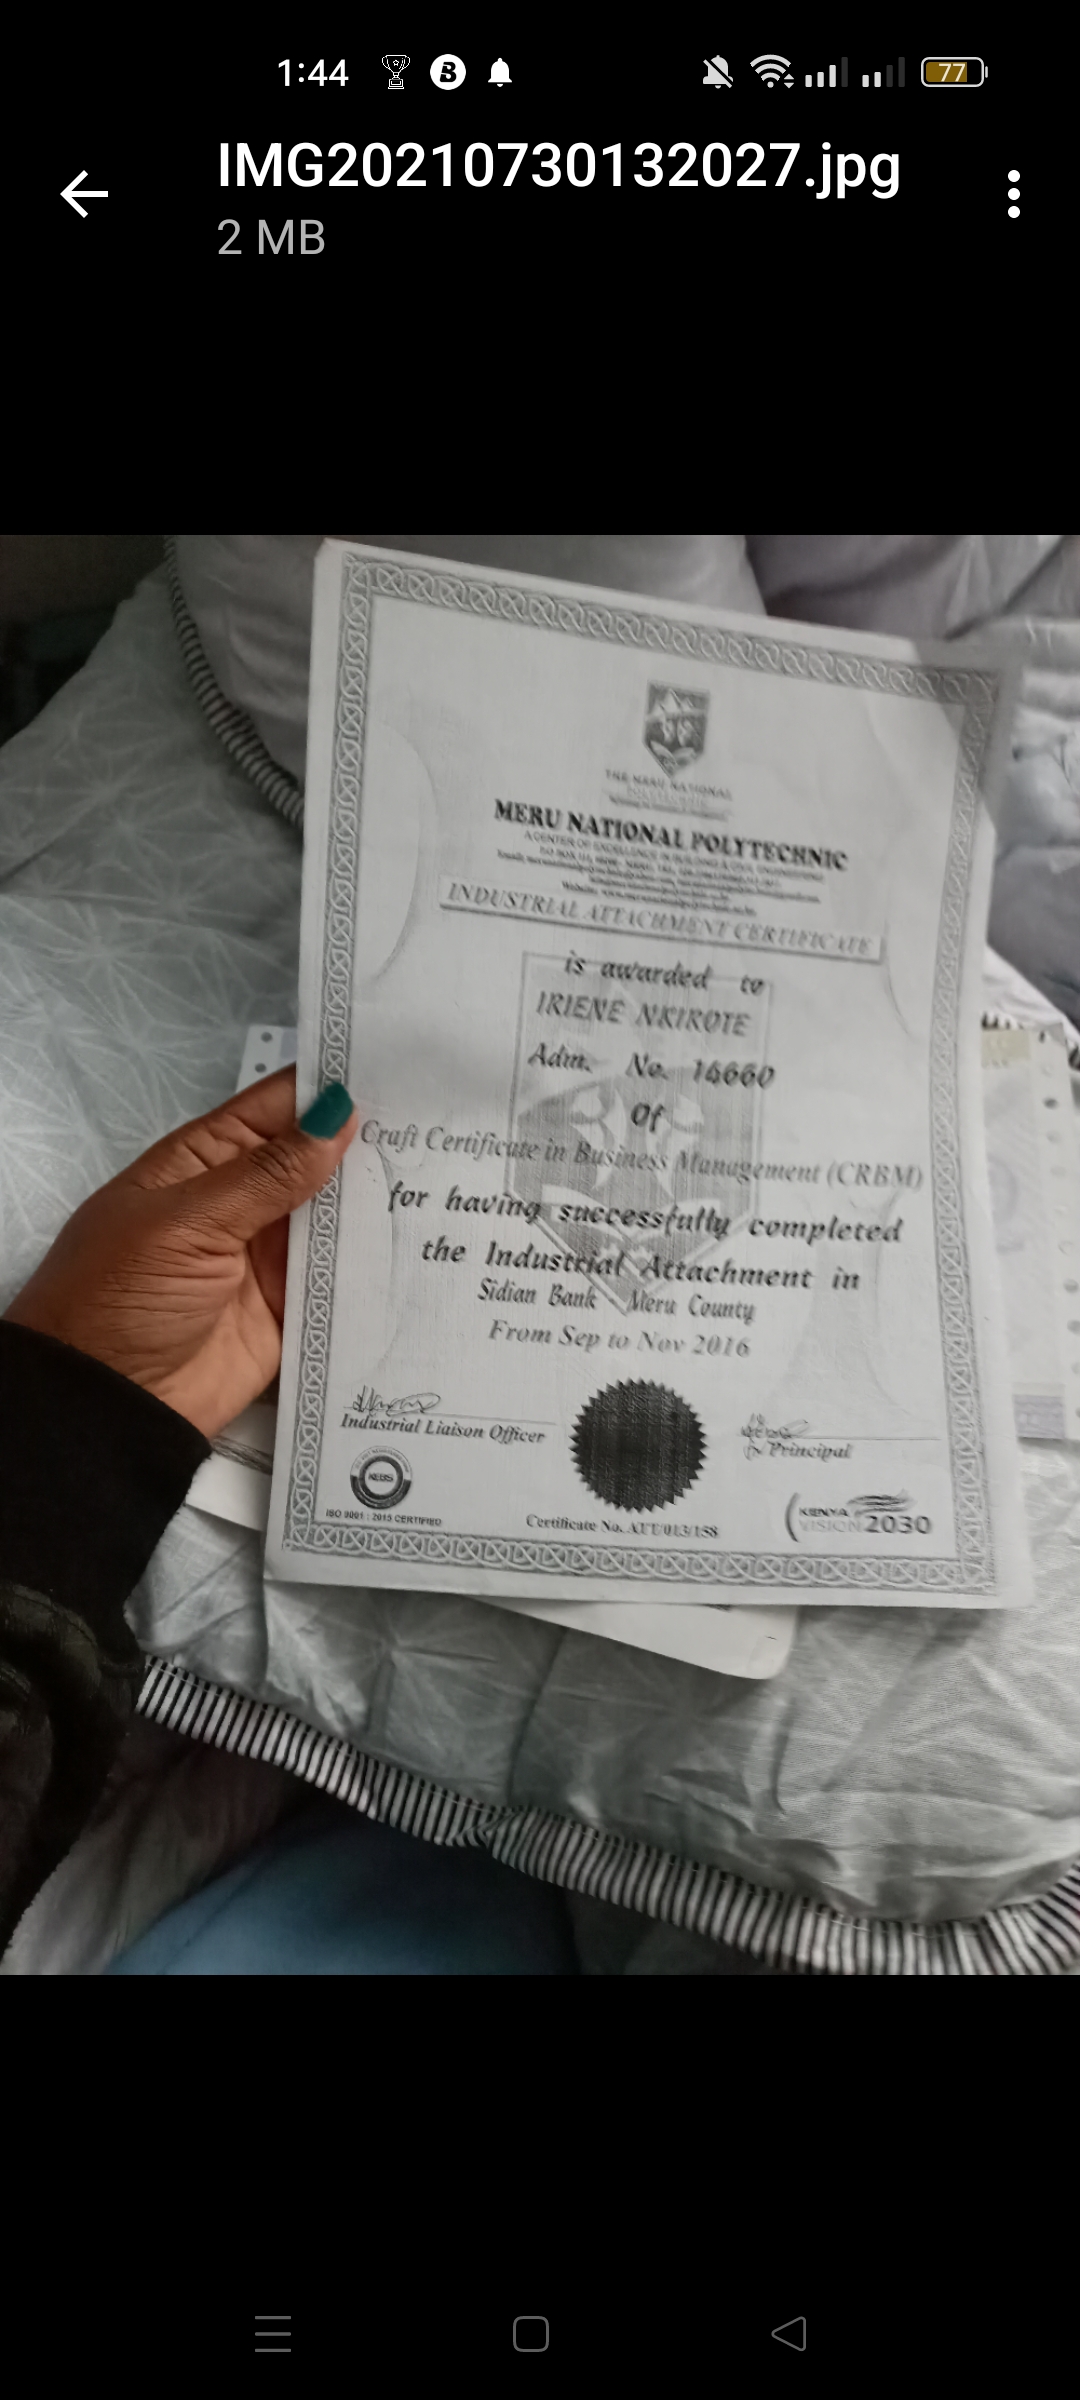 1:44
77
IMG20210730132027.jpg
2 MB
THE MERU NATIONAL
MERU NATIONAL POLYTECHNIC
A CENTER OF EXCELLENCE IN BUILDING & CIVIL ENGINEERING
INDUSTRIAL ATTACHMENT CERTIFICATE
is awarded to
IRIENE NKIROTE
Adm. No. 14660
Of
Craft Certificate in Business Management (CRBM)
for having successfully completed
the Industrial Attachment in
Sidian Bank - Meru County
From Sep to Nov 2016
Industrial Liaison Officer
Principal
KEBS
ISO 9001 : 2015 CERTIFIED
Certificate No. ATT/013/158
KENYA
VISION 2030